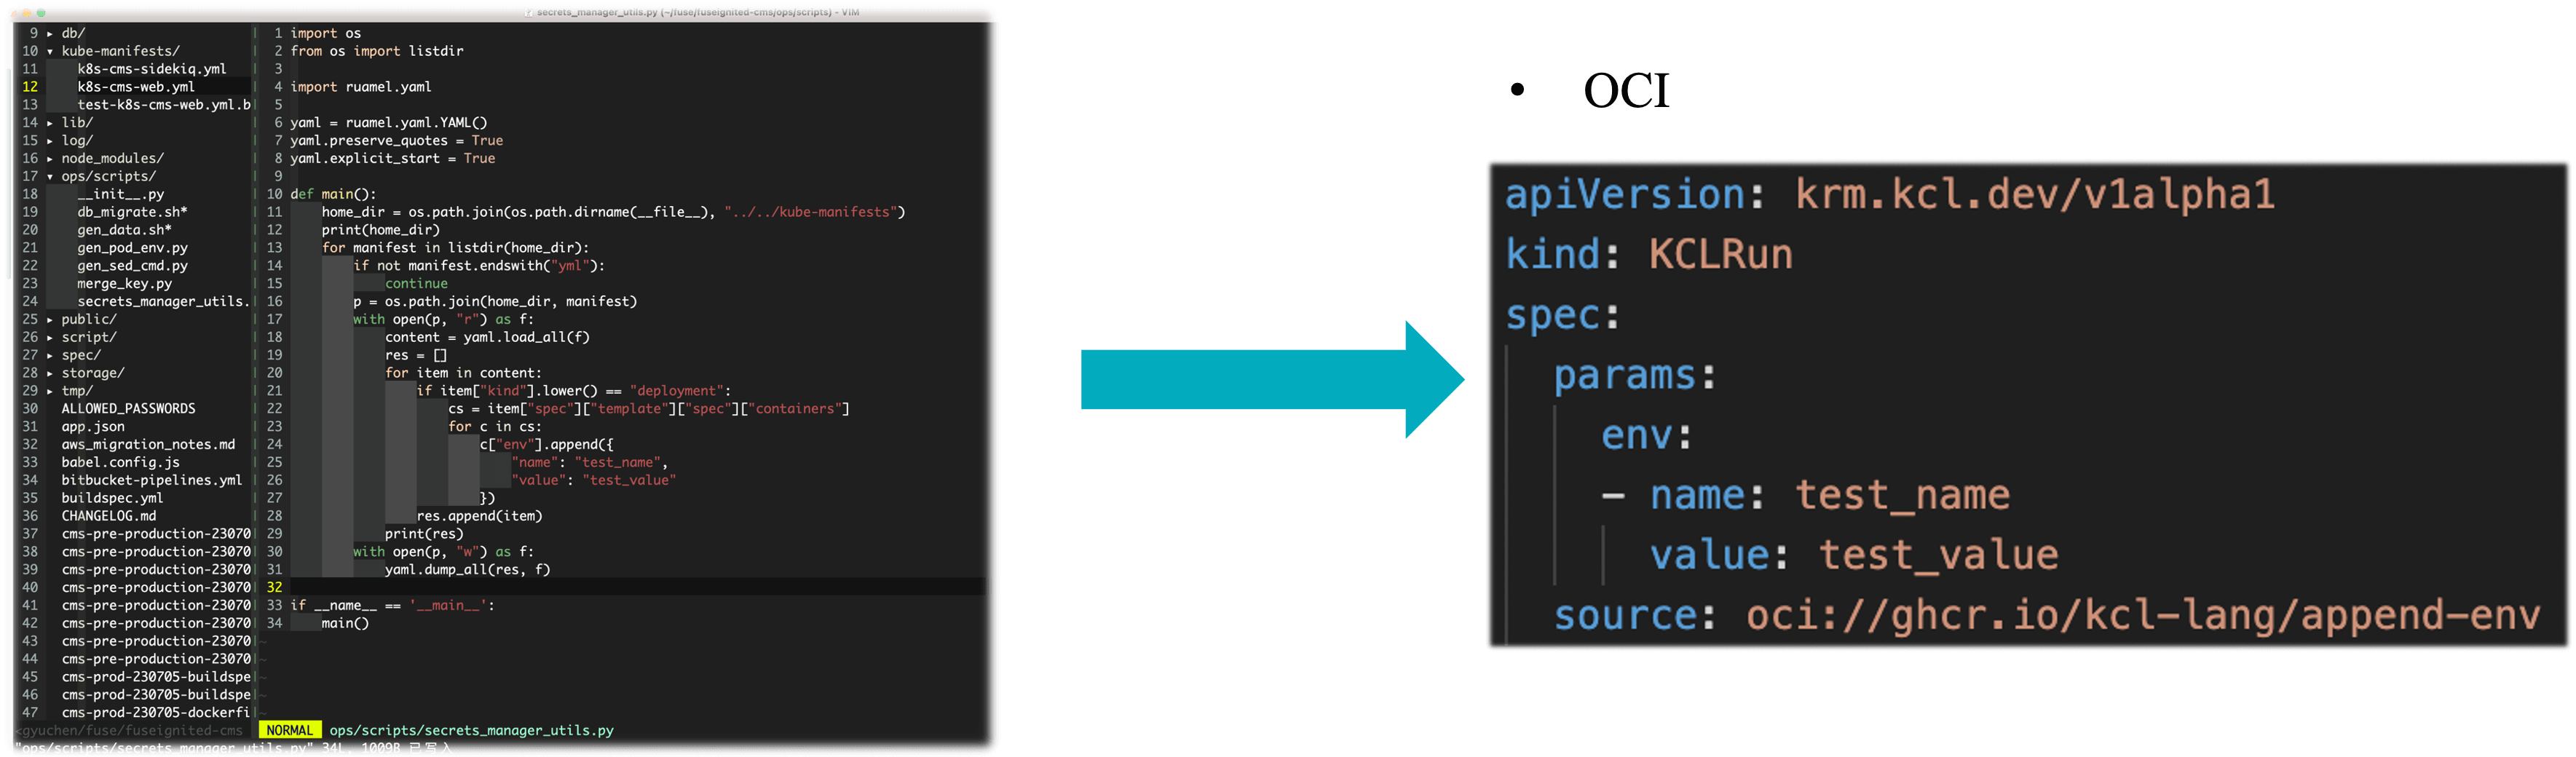 secrets_manager_utils.py (~/fuse/fuseignited-cms/ops/scripts) - VIM
9 ▸ db/
10 ▾ kube-manifests/
11 k8s-cms-sidekiq.yml
12 k8s-cms-web.yml
13 test-k8s-cms-web.yml.b
14 ▸ lib/
15 ▸ log/
16 ▸ node_modules/
17 ▾ ops/scripts/
18 __init__.py
19 db_migrate.sh*
20 gen_data.sh*
21 gen_pod_env.py
22 gen_sed_cmd.py
23 merge_key.py
24 secrets_manager_utils.
25 ▸ public/
26 ▸ script/
27 ▸ spec/
28 ▸ storage/
29 ▸ tmp/
30 ALLOWED_PASSWORDS
31 app.json
32 aws_migration_notes.md
33 babel.config.js
34 bitbucket-pipelines.yml
35 buildspec.yml
36 CHANGELOG.md
37 cms-pre-production-23070
38 cms-pre-production-23070
39 cms-pre-production-23070
40 cms-pre-production-23070
41 cms-pre-production-23070
42 cms-pre-production-23070
43 cms-pre-production-23070
44 cms-pre-production-23070
45 cms-prod-230705-buildspe
46 cms-prod-230705-buildspe
47 cms-prod-230705-dockerfi
<gyuchen/fuse/fuseignited-cms
1 import os
2 from os import listdir
3
4 import ruamel.yaml
5
6 yaml = ruamel.yaml.YAML()
7 yaml.preserve_quotes = True
8 yaml.explicit_start = True
9
10 def main():
11 home_dir = os.path.join(os.path.dirname(__file__), "../../kube-manifests")
12 print(home_dir)
13 for manifest in listdir(home_dir):
14 if not manifest.endswith("yml"):
15 continue
16 p = os.path.join(home_dir, manifest)
17 with open(p, "r") as f:
18 content = yaml.load_all(f)
19 res = []
20 for item in content:
21 if item["kind"].lower() == "deployment":
22 cs = item["spec"]["template"]["spec"]["containers"]
23 for c in cs:
24 c["env"].append({
25 "name": "test_name",
26 "value": "test_value"
27 })
28 res.append(item)
29 print(res)
30 with open(p, "w") as f:
31 yaml.dump_all(res, f)
32
33 if __name__ == '__main__':
34 main()
NORMAL ops/scripts/secrets_manager_utils.py
"ops/scripts/secrets_manager_utils.py" 34L, 1009B 已写入
• OCI
apiVersion: krm.kcl.dev/v1alpha1
kind: KCLRun
spec:
params:
env:
- name: test_name
value: test_value
source: oci://ghcr.io/kcl-lang/append-env